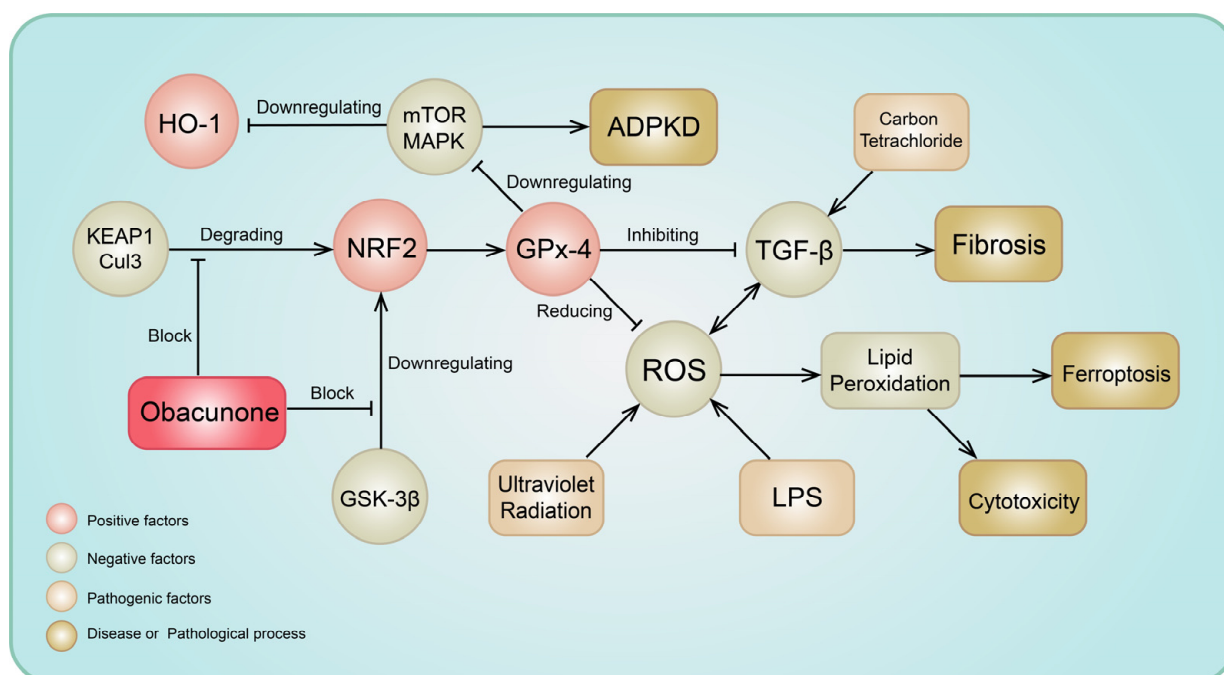 HO-1
Downregulating
mTOR
MAPK
ADPKD
Carbon
Tetrachloride
Downregulating
KEAP1
Cul3
Degrading
NRF2
GPx-4
Inhibiting
TGF-β
Fibrosis
Reducing
Block
Downregulating
ROS
Lipid
Peroxidation
Ferroptosis
Obacunone
Block
GSK-3β
Ultraviolet
Radiation
LPS
Cytotoxicity
Positive factors
Negative factors
Pathogenic factors
Disease or Pathological process